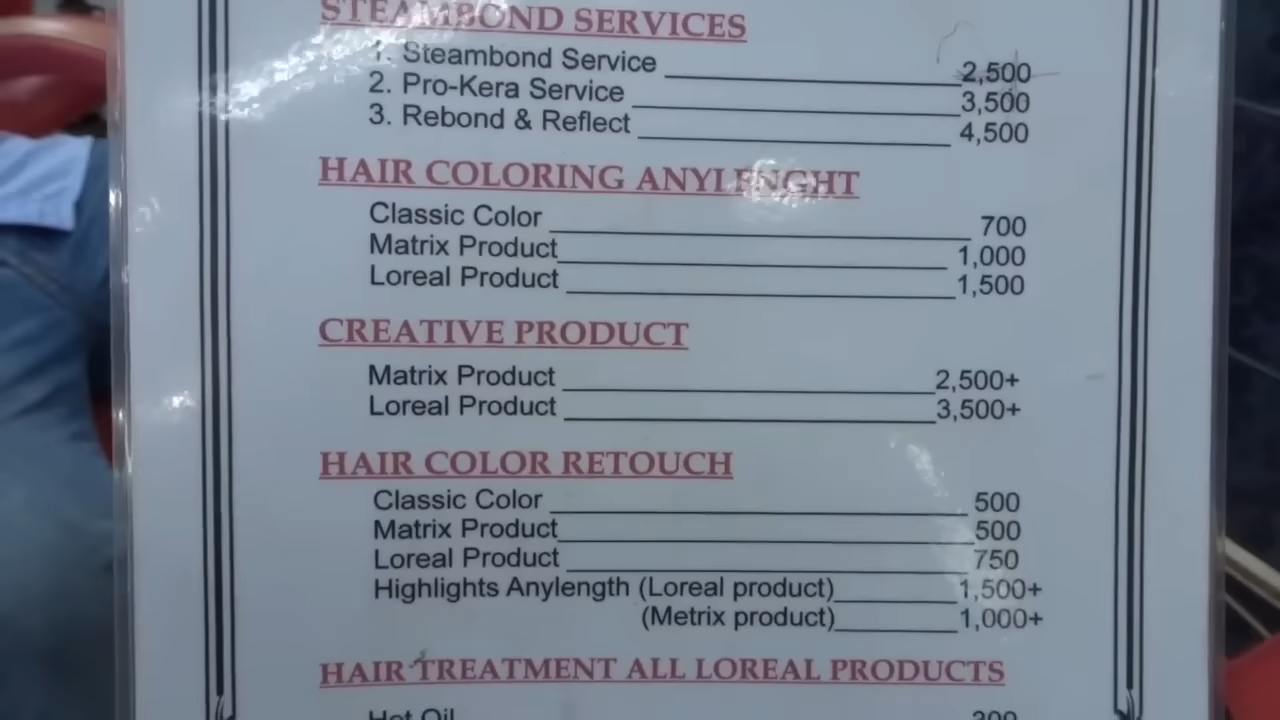 STEAMBOND SERVICES
1. Steambond Service 2,500
2. Pro-Kera Service 3,500
3. Rebond & Reflect 4,500
HAIR COLORING ANYLENGHT
Classic Color 700
Matrix Product 1,000
Loreal Product 1,500
CREATIVE PRODUCT
Matrix Product 2,500+
Loreal Product 3,500+
HAIR COLOR RETOUCH
Classic Color 500
Matrix Product 500
Loreal Product 750
Highlights Anylength (Loreal product) 1,500+
(Metrix product) 1,000+
HAIR TREATMENT ALL LOREAL PRODUCTS
Hot Oil 300